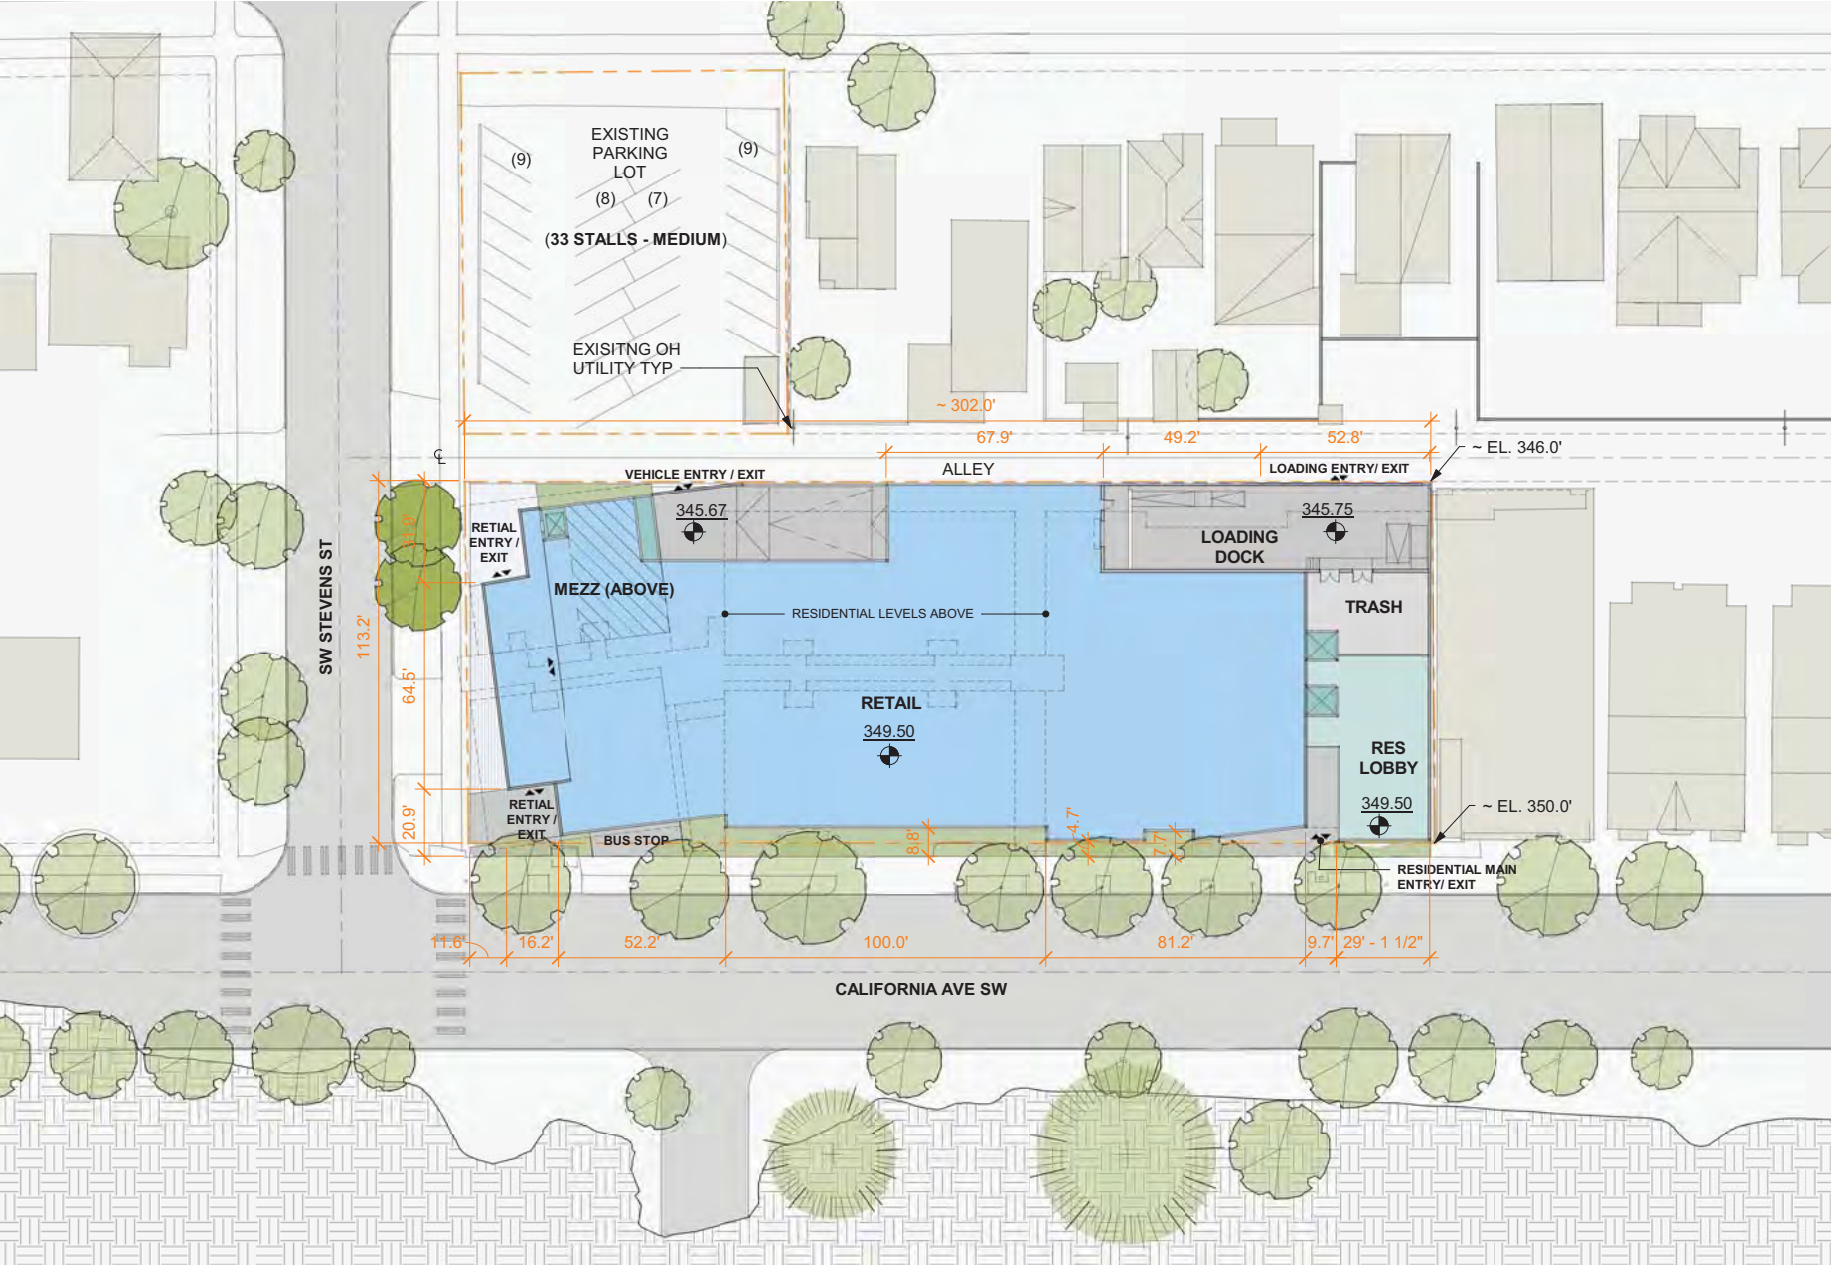 EXISTING
PARKING
LOT
(9)
(9)
(8)
(7)
(33 STALLS - MEDIUM)
EXISITNG OH
UTILITY TYP
~ 302.0'
67.9'
49.2'
52.8'
~ EL. 346.0'
ALLEY
VEHICLE ENTRY / EXIT
LOADING ENTRY/ EXIT
RETIAL
ENTRY /
EXIT
345.67
345.75
LOADING
DOCK
MEZZ (ABOVE)
TRASH
RESIDENTIAL LEVELS ABOVE
SW STEVENS ST
113.2'
64.5'
20.9'
RETAIL
349.50
RES
LOBBY
349.50
~ EL. 350.0'
RETIAL
ENTRY /
EXIT
BUS STOP
8.8'
4.7'
7.7'
RESIDENTIAL MAIN
ENTRY/ EXIT
11.6'
16.2'
52.2'
100.0'
81.2'
9.7'
29' - 1 1/2"
CALIFORNIA AVE SW